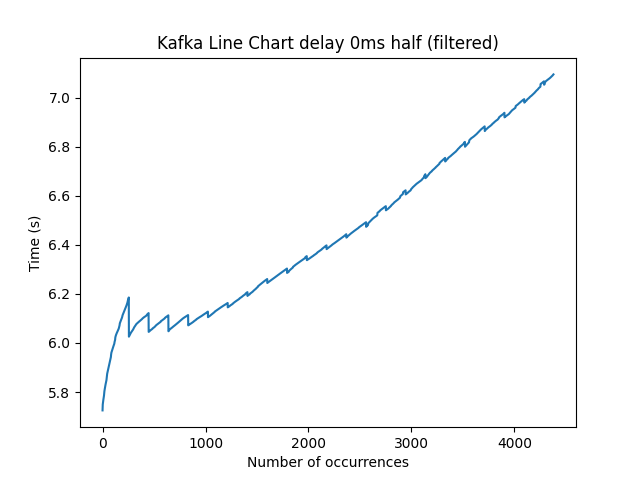 Kafka Line Chart delay 0ms half (filtered)
7.0
6.8
6.6
6.4
6.2
6.0
5.8
Time (s)
0 1000 2000 3000 4000
Number of occurrences